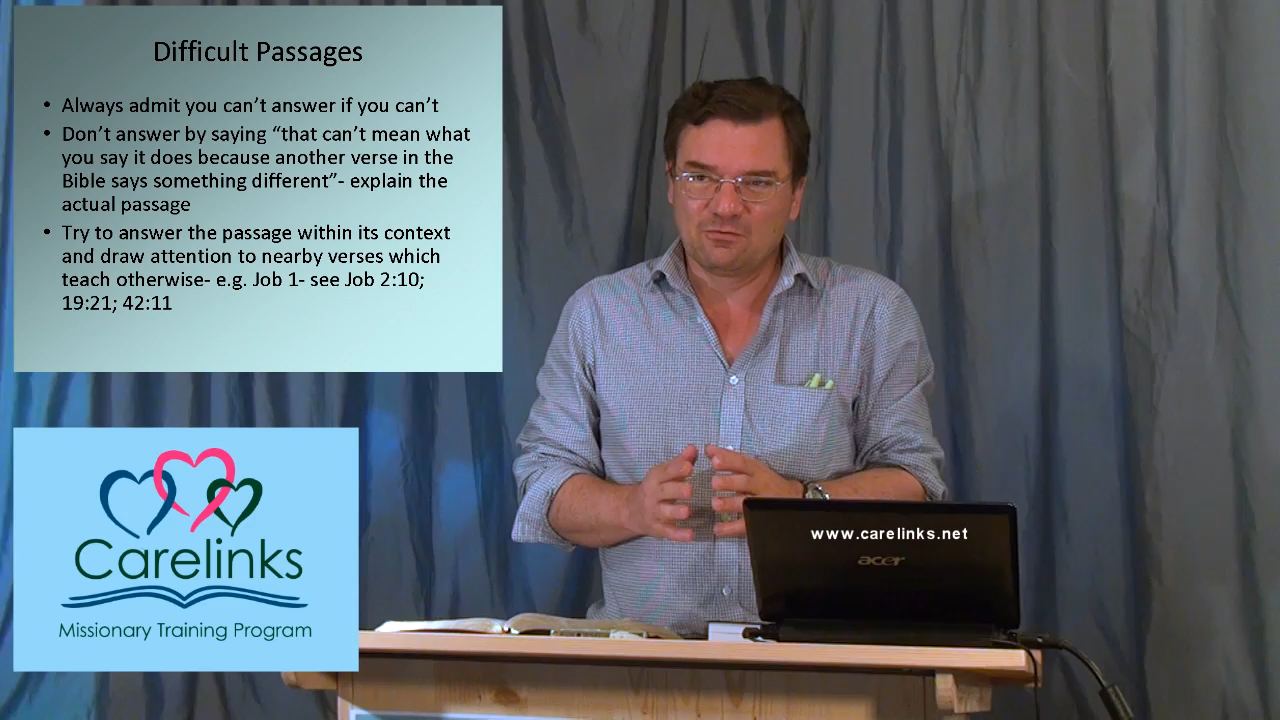 Difficult Passages
• Always admit you can’t answer if you can’t
• Don’t answer by saying “that can’t mean what
you say it does because another verse in the
Bible says something different”- explain the
actual passage
• Try to answer the passage within its context
and draw attention to nearby verses which
teach otherwise- e.g. Job 1- see Job 2:10;
19:21; 42:11
Carelinks
Missionary Training Program
www.carelinks.net
acer